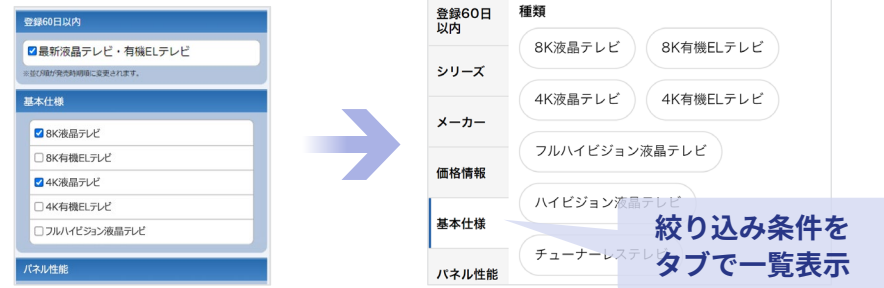 登録60日以内
最新液晶テレビ・有機ELテレビ
※並び順が発売時期順に変更されます。
基本仕様
8K液晶テレビ
8K有機ELテレビ
4K液晶テレビ
4K有機ELテレビ
フルハイビジョン液晶テレビ
パネル性能
登録60日
以内
シリーズ
メーカー
価格情報
基本仕様
パネル性能
種類
8K液晶テレビ
8K有機ELテレビ
4K液晶テレビ
4K有機ELテレビ
フルハイビジョン液晶テレビ
ハイビジョン液晶テレビ
チューナーレステレビ
絞り込み条件を
タブで一覧表示